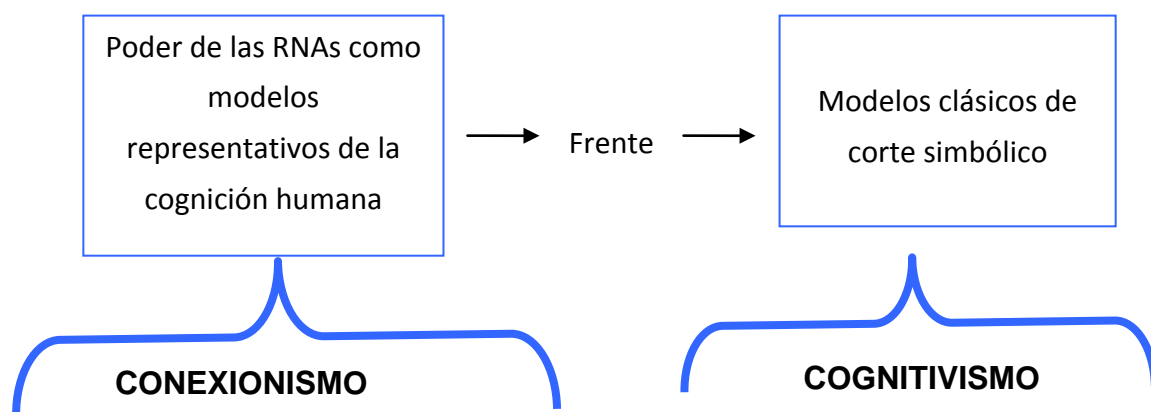 Poder de las RNAs como
modelos
representativos de la
cognición humana
Frente
Modelos clásicos de
corte simbólico
CONEXIONISMO
COGNITIVISMO